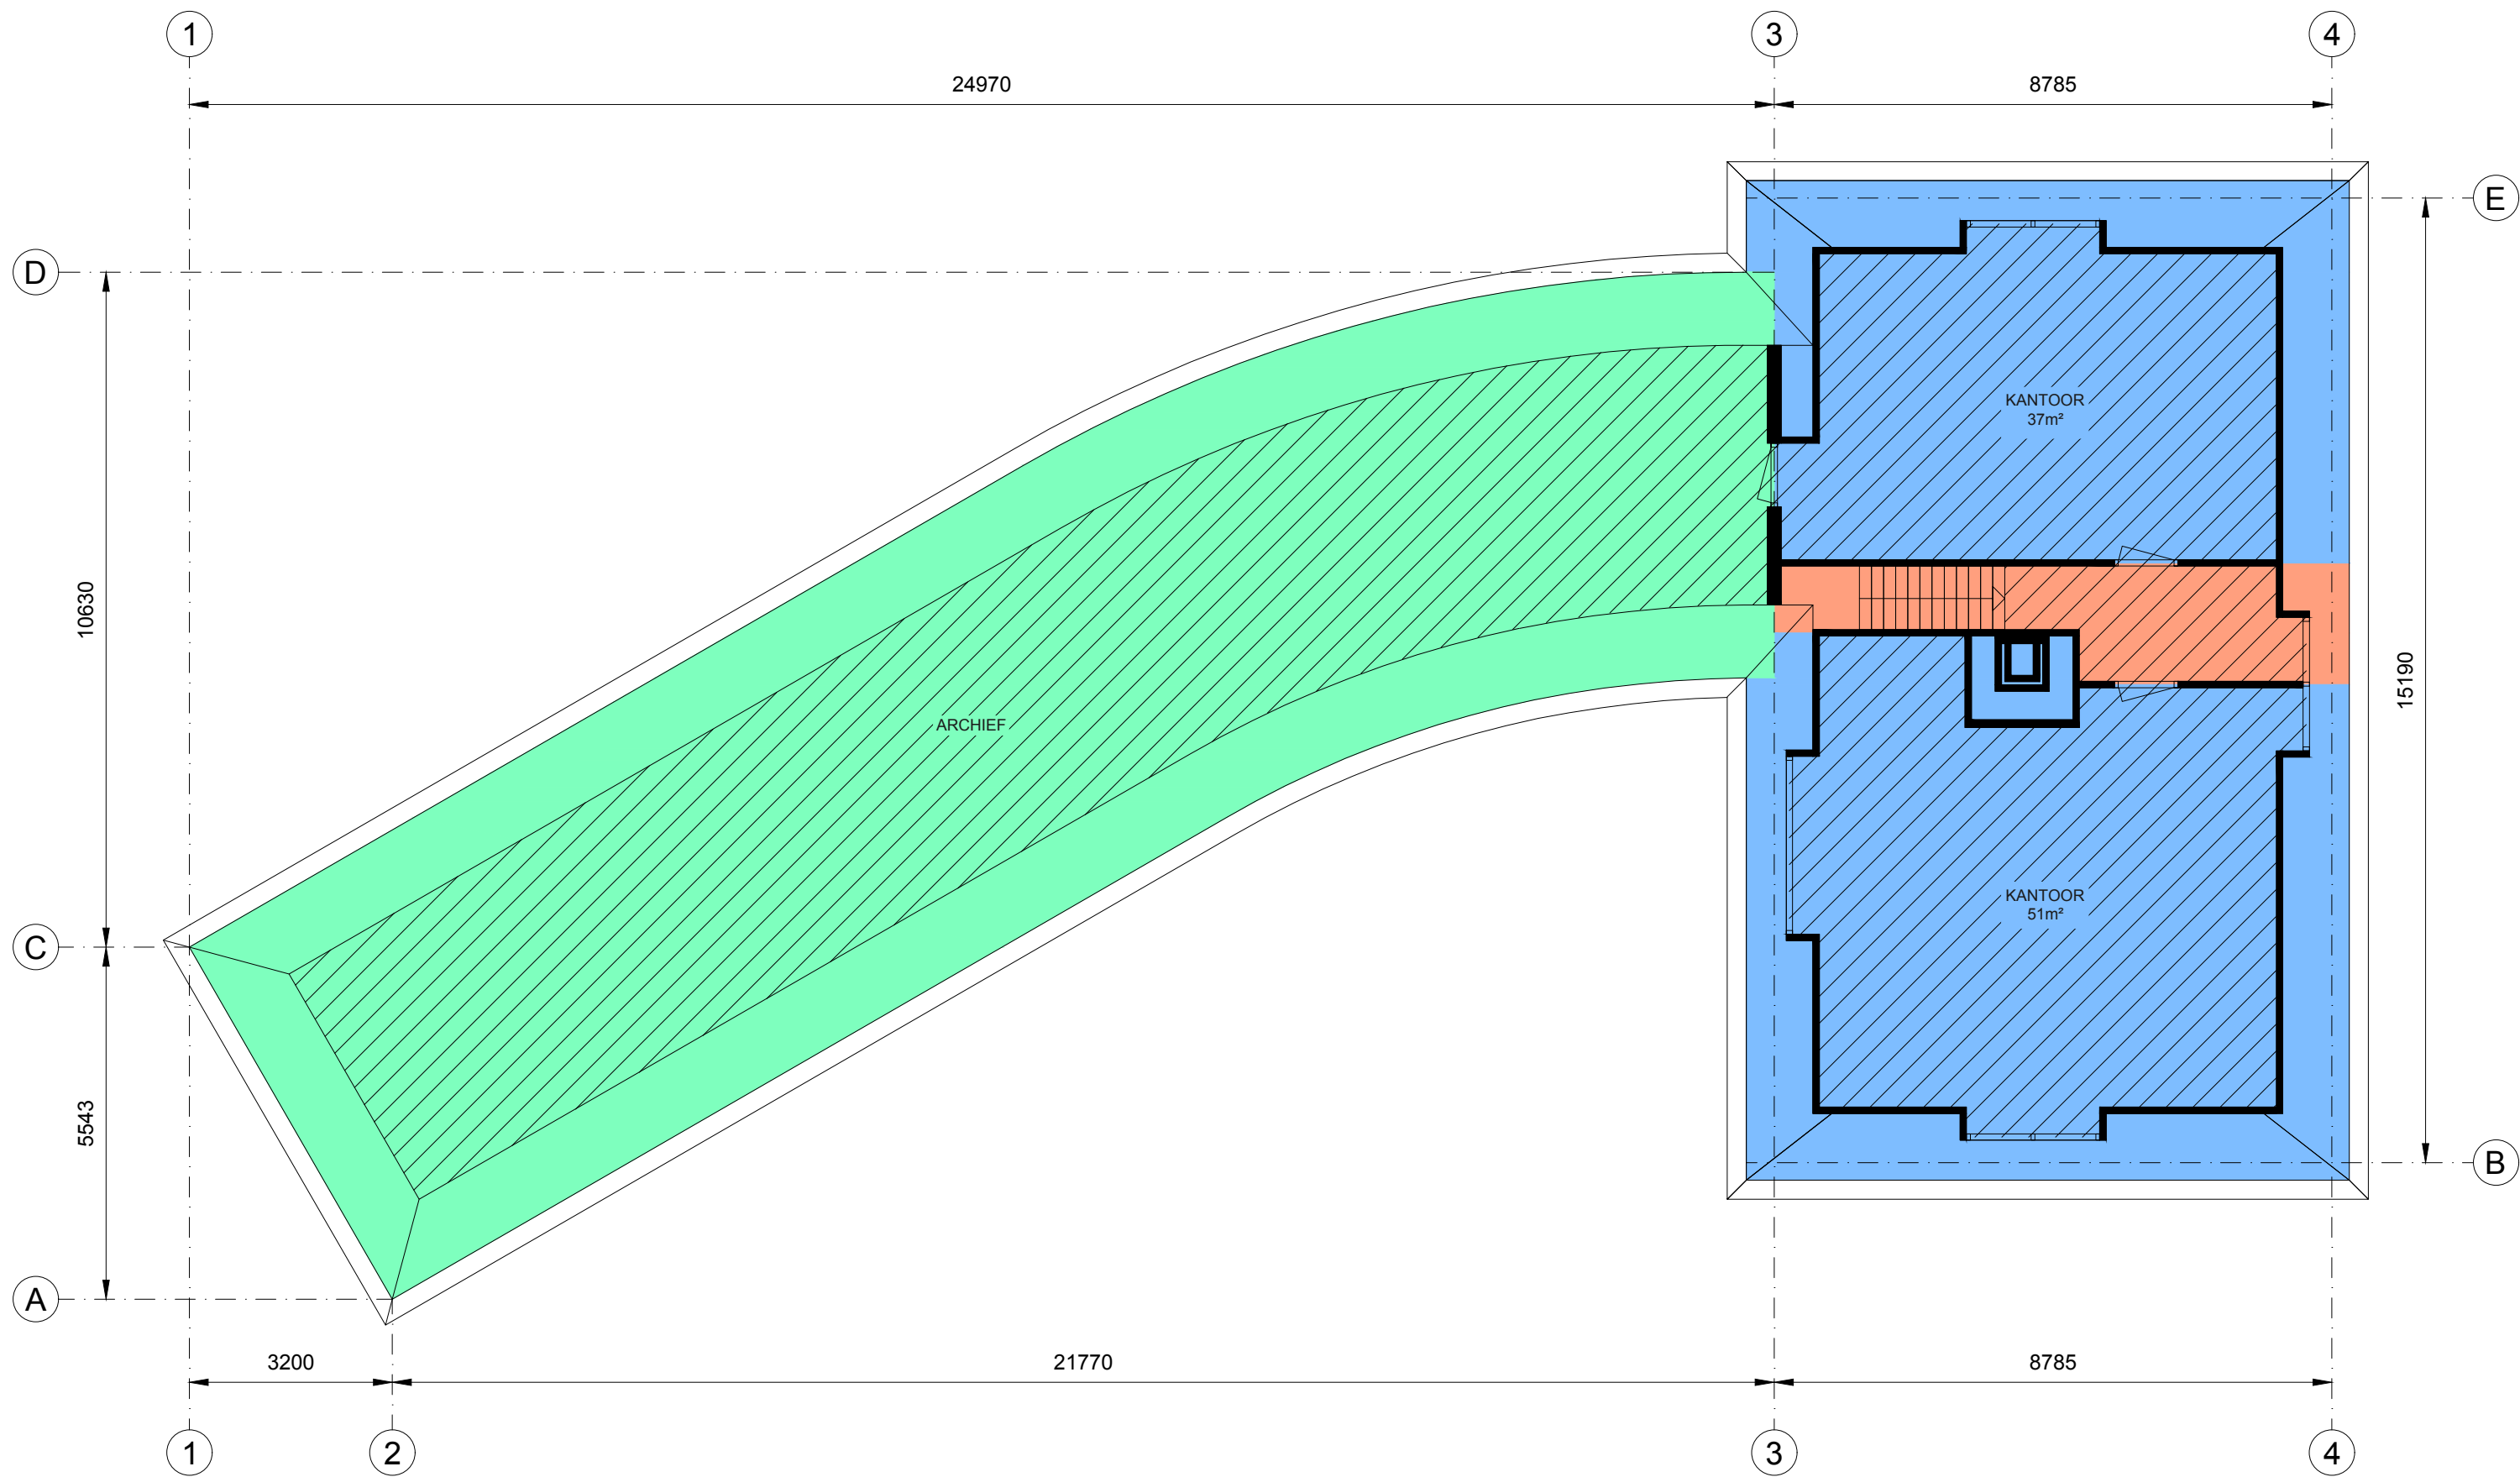 1
3
4
24970
8785
E
D
KANTOOR
37m²
10630
15190
ARCHIEF
KANTOOR
51m²
C
5543
B
A
3200
21770
8785
1
2
3
4